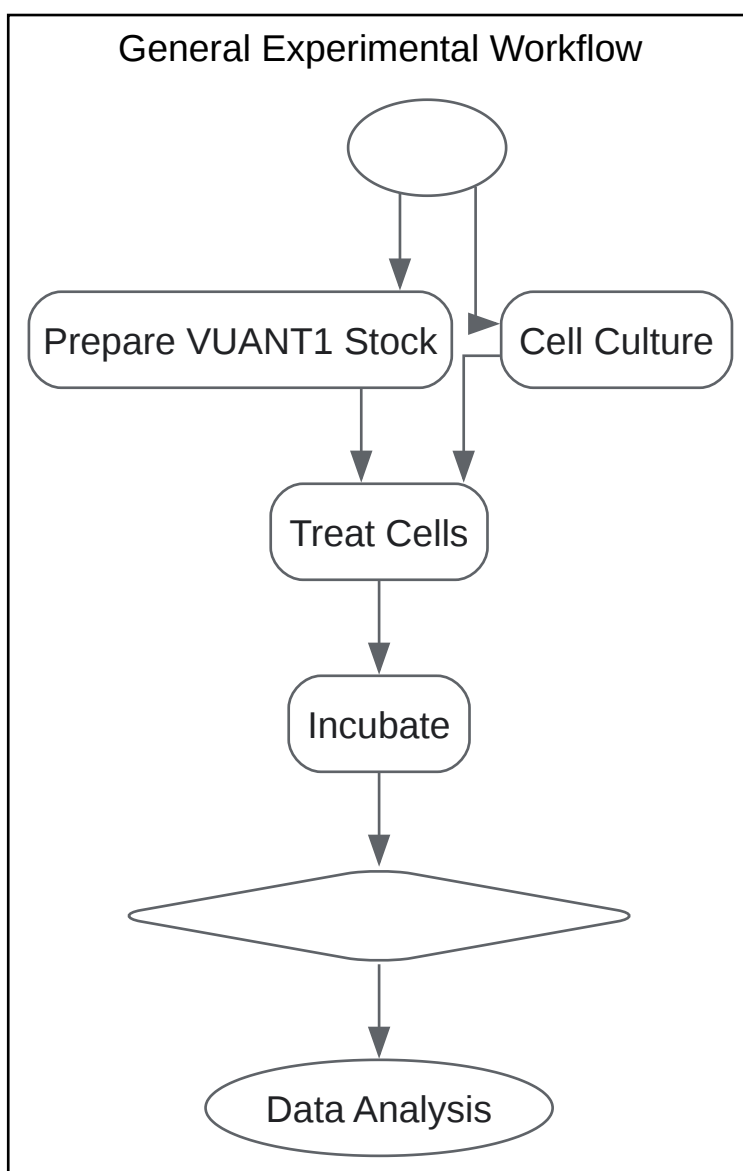 General Experimental Workflow
Prepare VUANT1 Stock
Cell Culture
Treat Cells
Incubate
Data Analysis